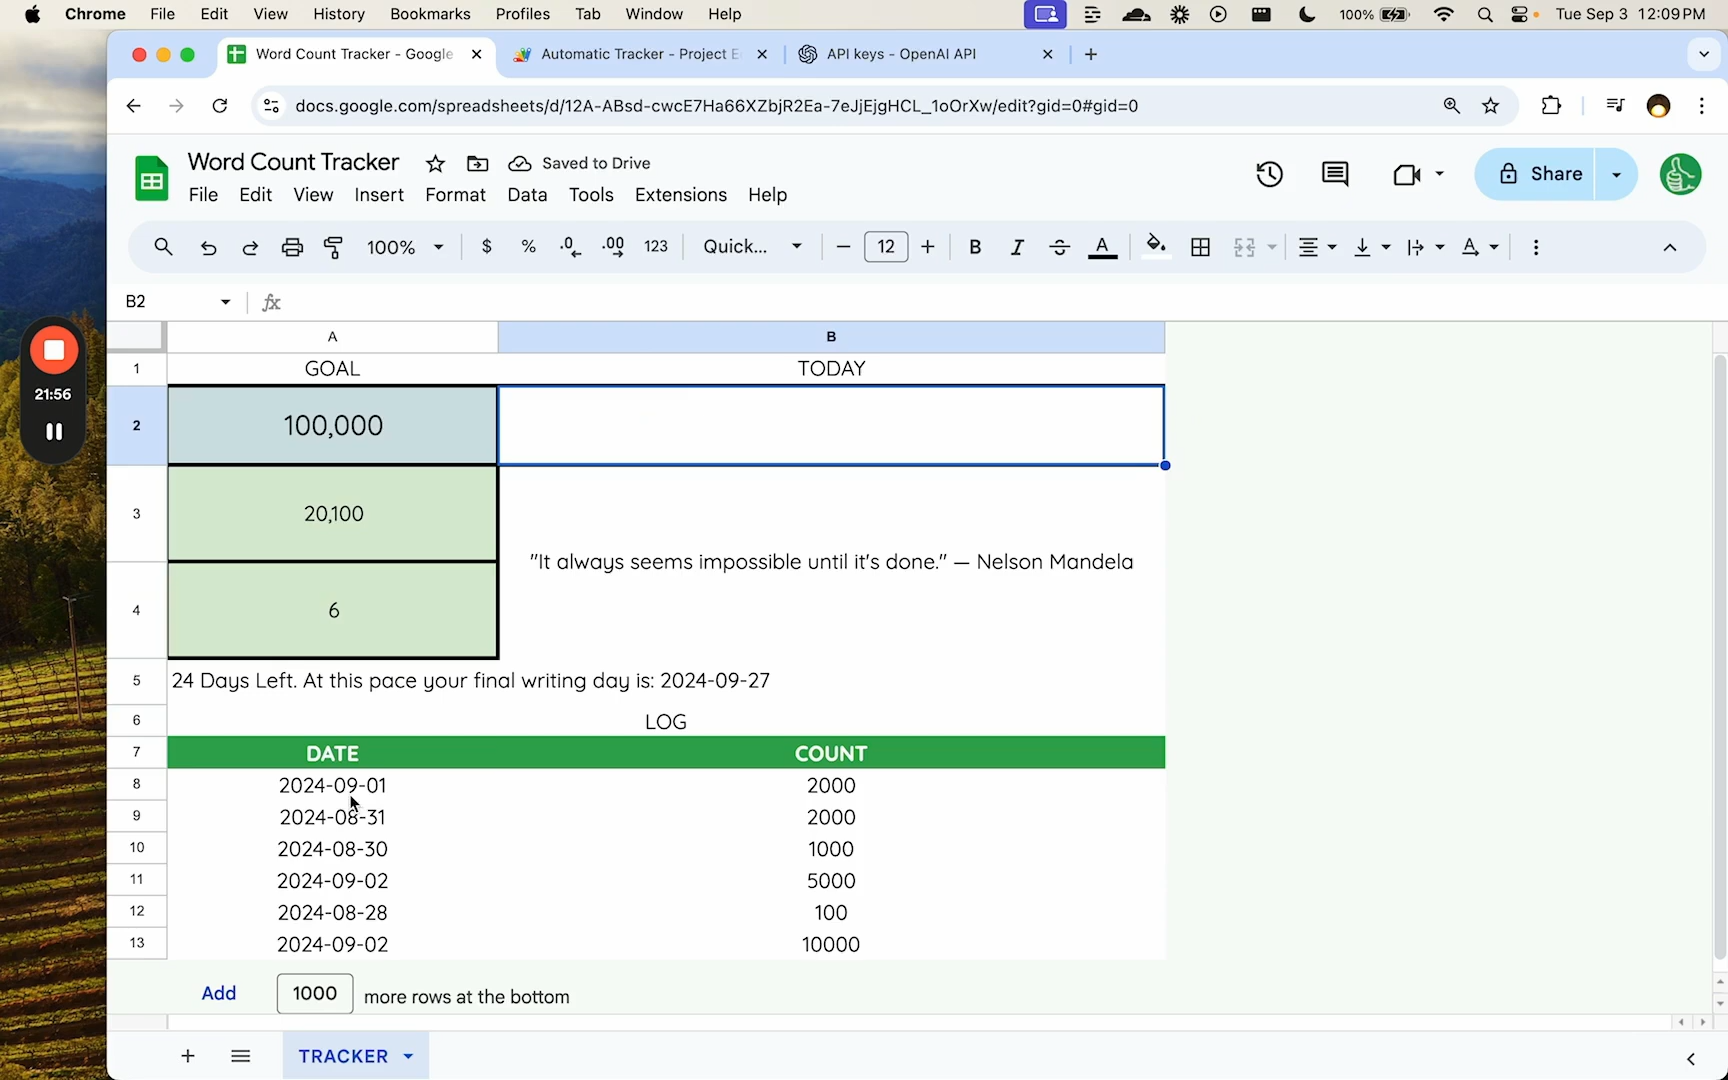 Chrome File Edit View History Bookmarks Profiles Tab Window Help 100% Tue Sep 3 12:09 PM
Word Count Tracker - Google Automatic Tracker - Project E API keys - OpenAI API
docs.google.com/spreadsheets/d/12A-ABsd-cwcE7Ha66XZbjR2Ea-7eJjEjgHCL_1oOrXw/edit?gid=0#gid=0
Word Count Tracker Saved to Drive
Share
File Edit View Insert Format Data Tools Extensions Help
100% $ % .0 .00 123 Quick... 12 B I A A
B2 fx
21:56
A B
1 GOAL TODAY
2 100,000
3 20,100
"It always seems impossible until it's done." — Nelson Mandela
4 6
5 24 Days Left. At this pace your final writing day is: 2024-09-27
6 LOG
7 DATE COUNT
8 2024-09-01 2000
9 2024-08-31 2000
10 2024-08-30 1000
11 2024-09-02 5000
12 2024-08-28 100
13 2024-09-02 10000
Add 1000 more rows at the bottom
TRACKER